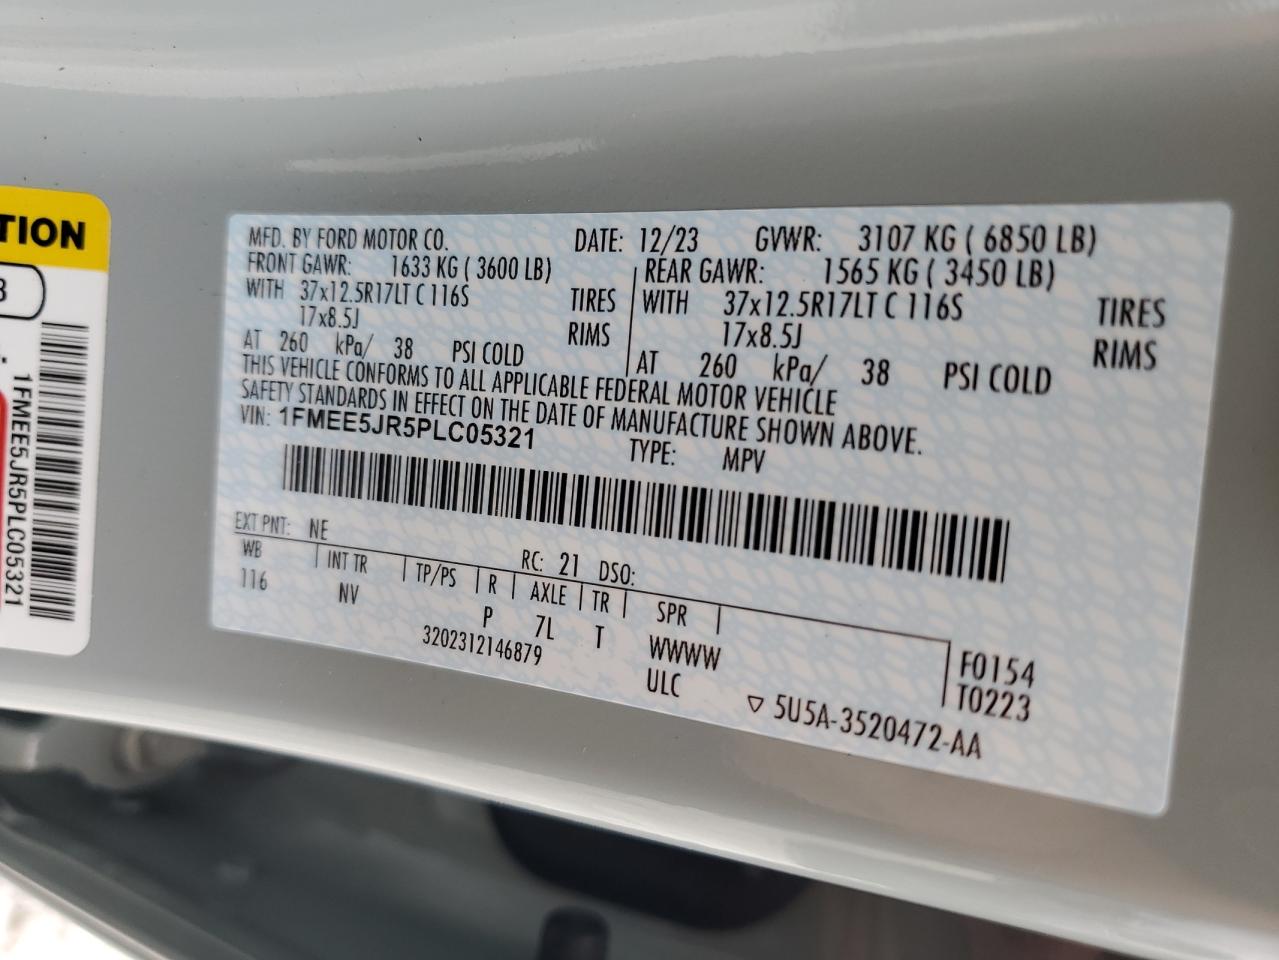 TION
1FMEE5JR5PLC05321
MFD. BY FORD MOTOR CO. DATE: 12/23 GVWR: 3107 KG ( 6850 LB)
FRONT GAWR: 1633 KG ( 3600 LB) REAR GAWR: 1565 KG ( 3450 LB)
WITH 37x12.5R17LT C 116S TIRES WITH 37x12.5R17LT C 116S TIRES
17x8.5J RIMS 17x8.5J RIMS
AT 260 kPa/ 38 PSI COLD AT 260 kPa/ 38 PSI COLD
THIS VEHICLE CONFORMS TO ALL APPLICABLE FEDERAL MOTOR VEHICLE
SAFETY STANDARDS IN EFFECT ON THE DATE OF MANUFACTURE SHOWN ABOVE.
VIN: 1FMEE5JR5PLC05321
TYPE: MPV
EXT PNT: NE RC: 21 DSO:
WB INT TR TP/PS R AXLE TR SPR
116 NV P 7L T WWWW F0154
3202312146879 ULC T0223
▽ 5U5A-3520472-AA